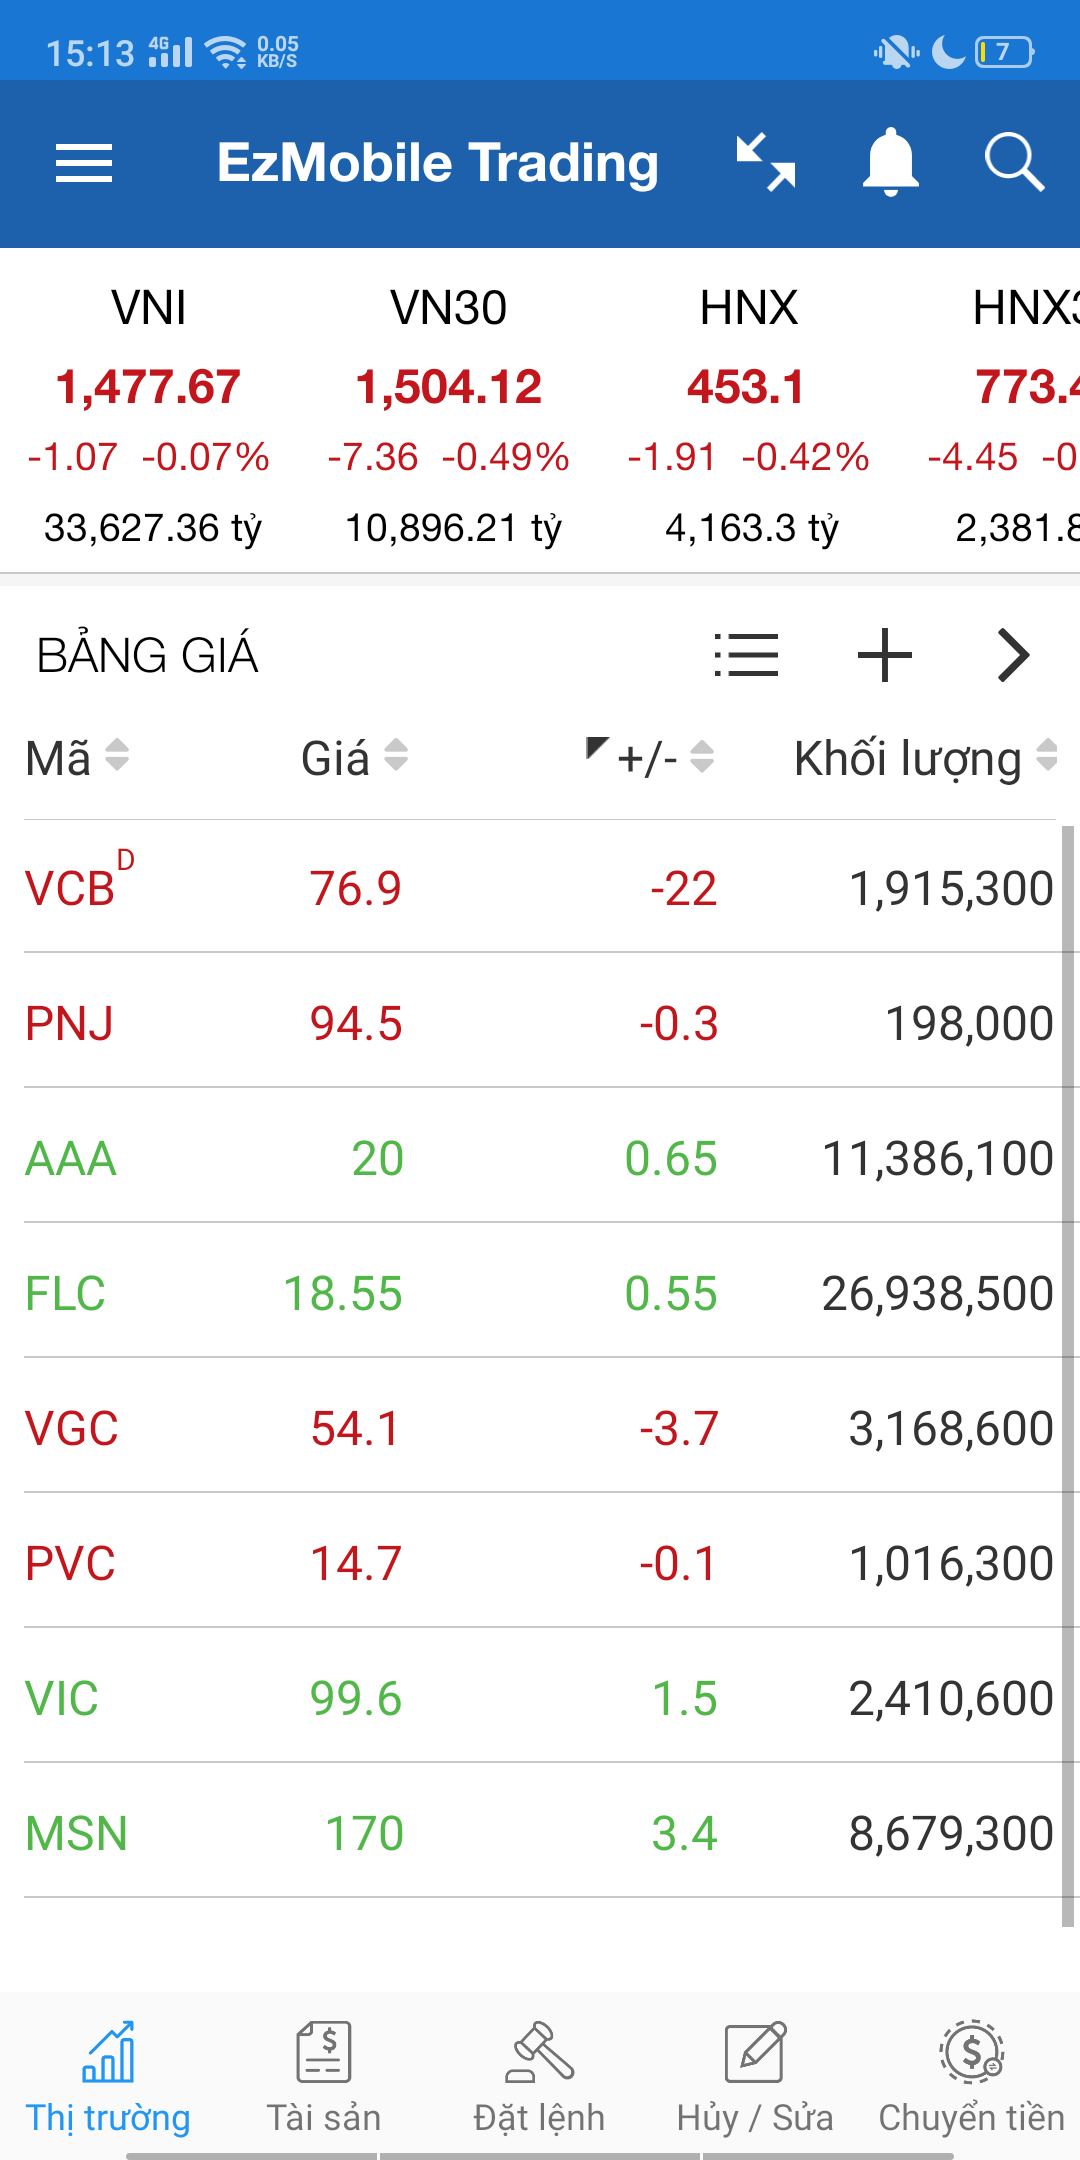 15:13 4G 0.05 KB/S 7
EzMobile Trading
VNI VN30 HNX HNX3
1,477.67 1,504.12 453.1 773.4
-1.07 -0.07% -7.36 -0.49% -1.91 -0.42% -4.45 -0
33,627.36 tỷ 10,896.21 tỷ 4,163.3 tỷ 2,381.8
BẢNG GIÁ
Mã Giá +/- Khối lượng
VCB D 76.9 -22 1,915,300
PNJ 94.5 -0.3 198,000
AAA 20 0.65 11,386,100
FLC 18.55 0.55 26,938,500
VGC 54.1 -3.7 3,168,600
PVC 14.7 -0.1 1,016,300
VIC 99.6 1.5 2,410,600
MSN 170 3.4 8,679,300
Thị trường Tài sản Đặt lệnh Hủy / Sửa Chuyển tiền